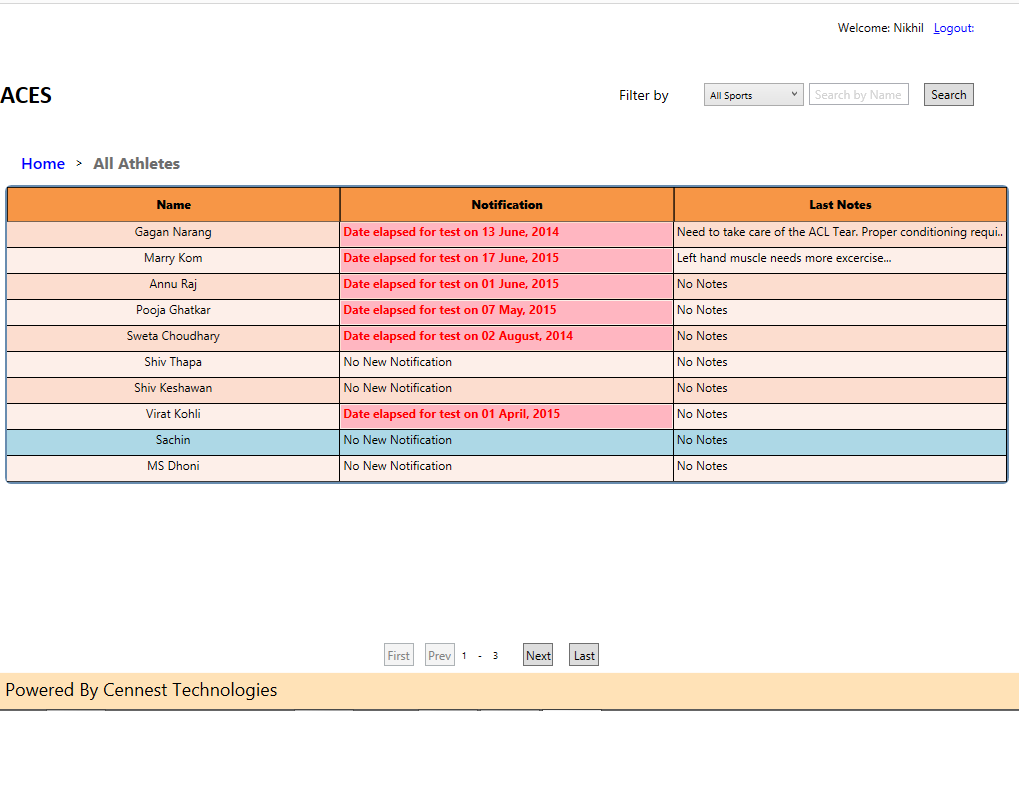 Welcome: Nikhil Logout:
ACES
Filter by All Sports Search by Name Search
Home > All Athletes
Name Notification Last Notes
Gagan Narang Date elapsed for test on 13 June, 2014 Need to take care of the ACL Tear. Proper conditioning requi..
Marry Kom Date elapsed for test on 17 June, 2015 Left hand muscle needs more excercise...
Annu Raj Date elapsed for test on 01 June, 2015 No Notes
Pooja Ghatkar Date elapsed for test on 07 May, 2015 No Notes
Sweta Choudhary Date elapsed for test on 02 August, 2014 No Notes
Shiv Thapa No New Notification No Notes
Shiv Keshawan No New Notification No Notes
Virat Kohli Date elapsed for test on 01 April, 2015 No Notes
Sachin No New Notification No Notes
MS Dhoni No New Notification No Notes
First Prev 1 - 3 Next Last
Powered By Cennest Technologies